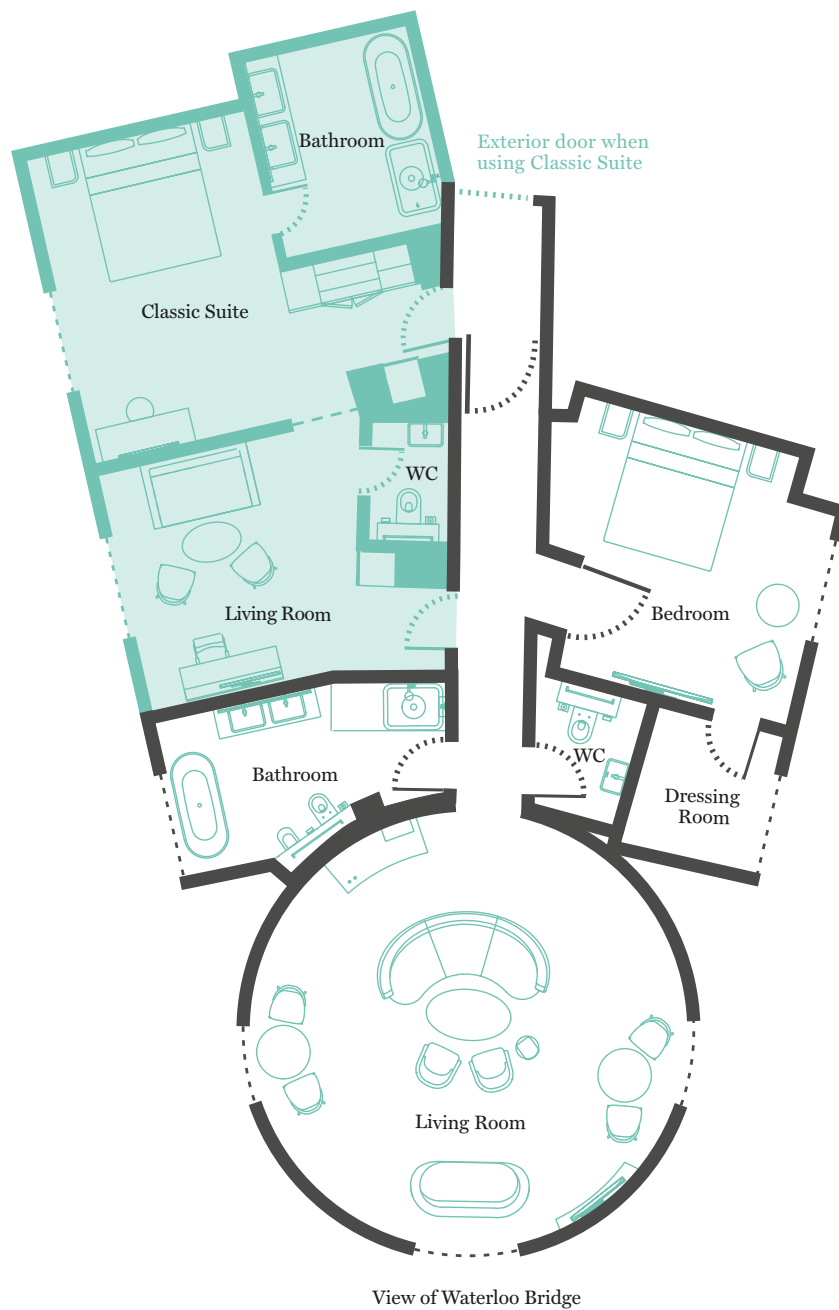 Bathroom
Exterior door when
using Classic Suite
Classic Suite
WC
Living Room
Bedroom
Bathroom
WC
Dressing
Room
Living Room
View of Waterloo Bridge